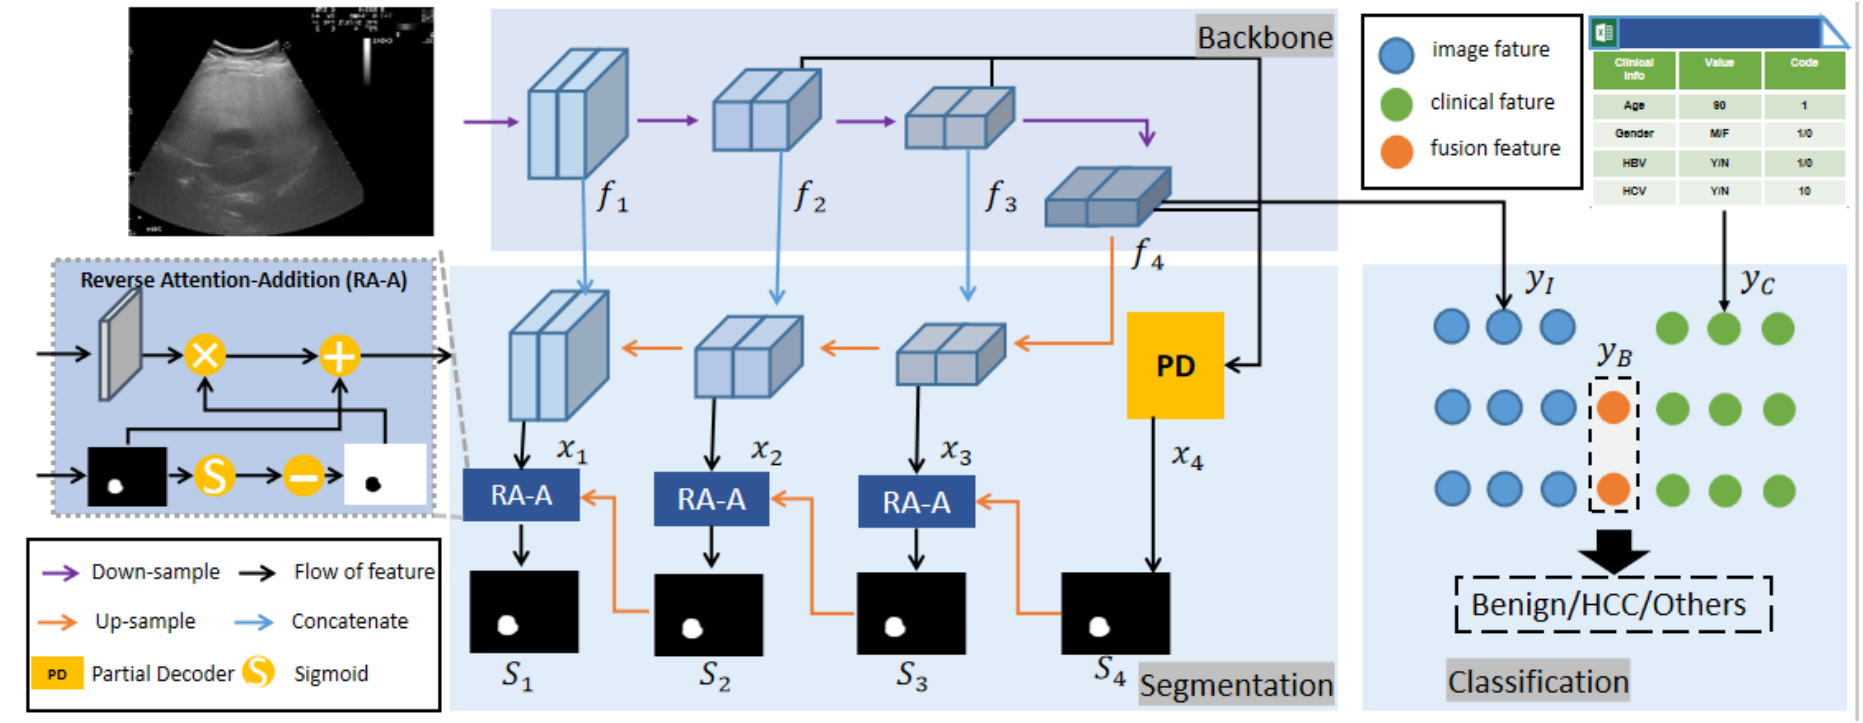 Backbone
f1
f2
f3
f4
image fature
clinical fature
fusion feature
Clinical Info Value Code
Age 90 1
Gender M/F 1/0
HBV Y/N 1/0
HCV Y/N 10
Reverse Attention-Addition (RA-A)
×
+
S
−
PD
x1
x2
x3
x4
RA-A
RA-A
RA-A
S1
S2
S3
S4
Segmentation
yI
yC
yB
Benign/HCC/Others
Classification
Down-sample
Flow of feature
Up-sample
Concatenate
PD
Partial Decoder
S
Sigmoid